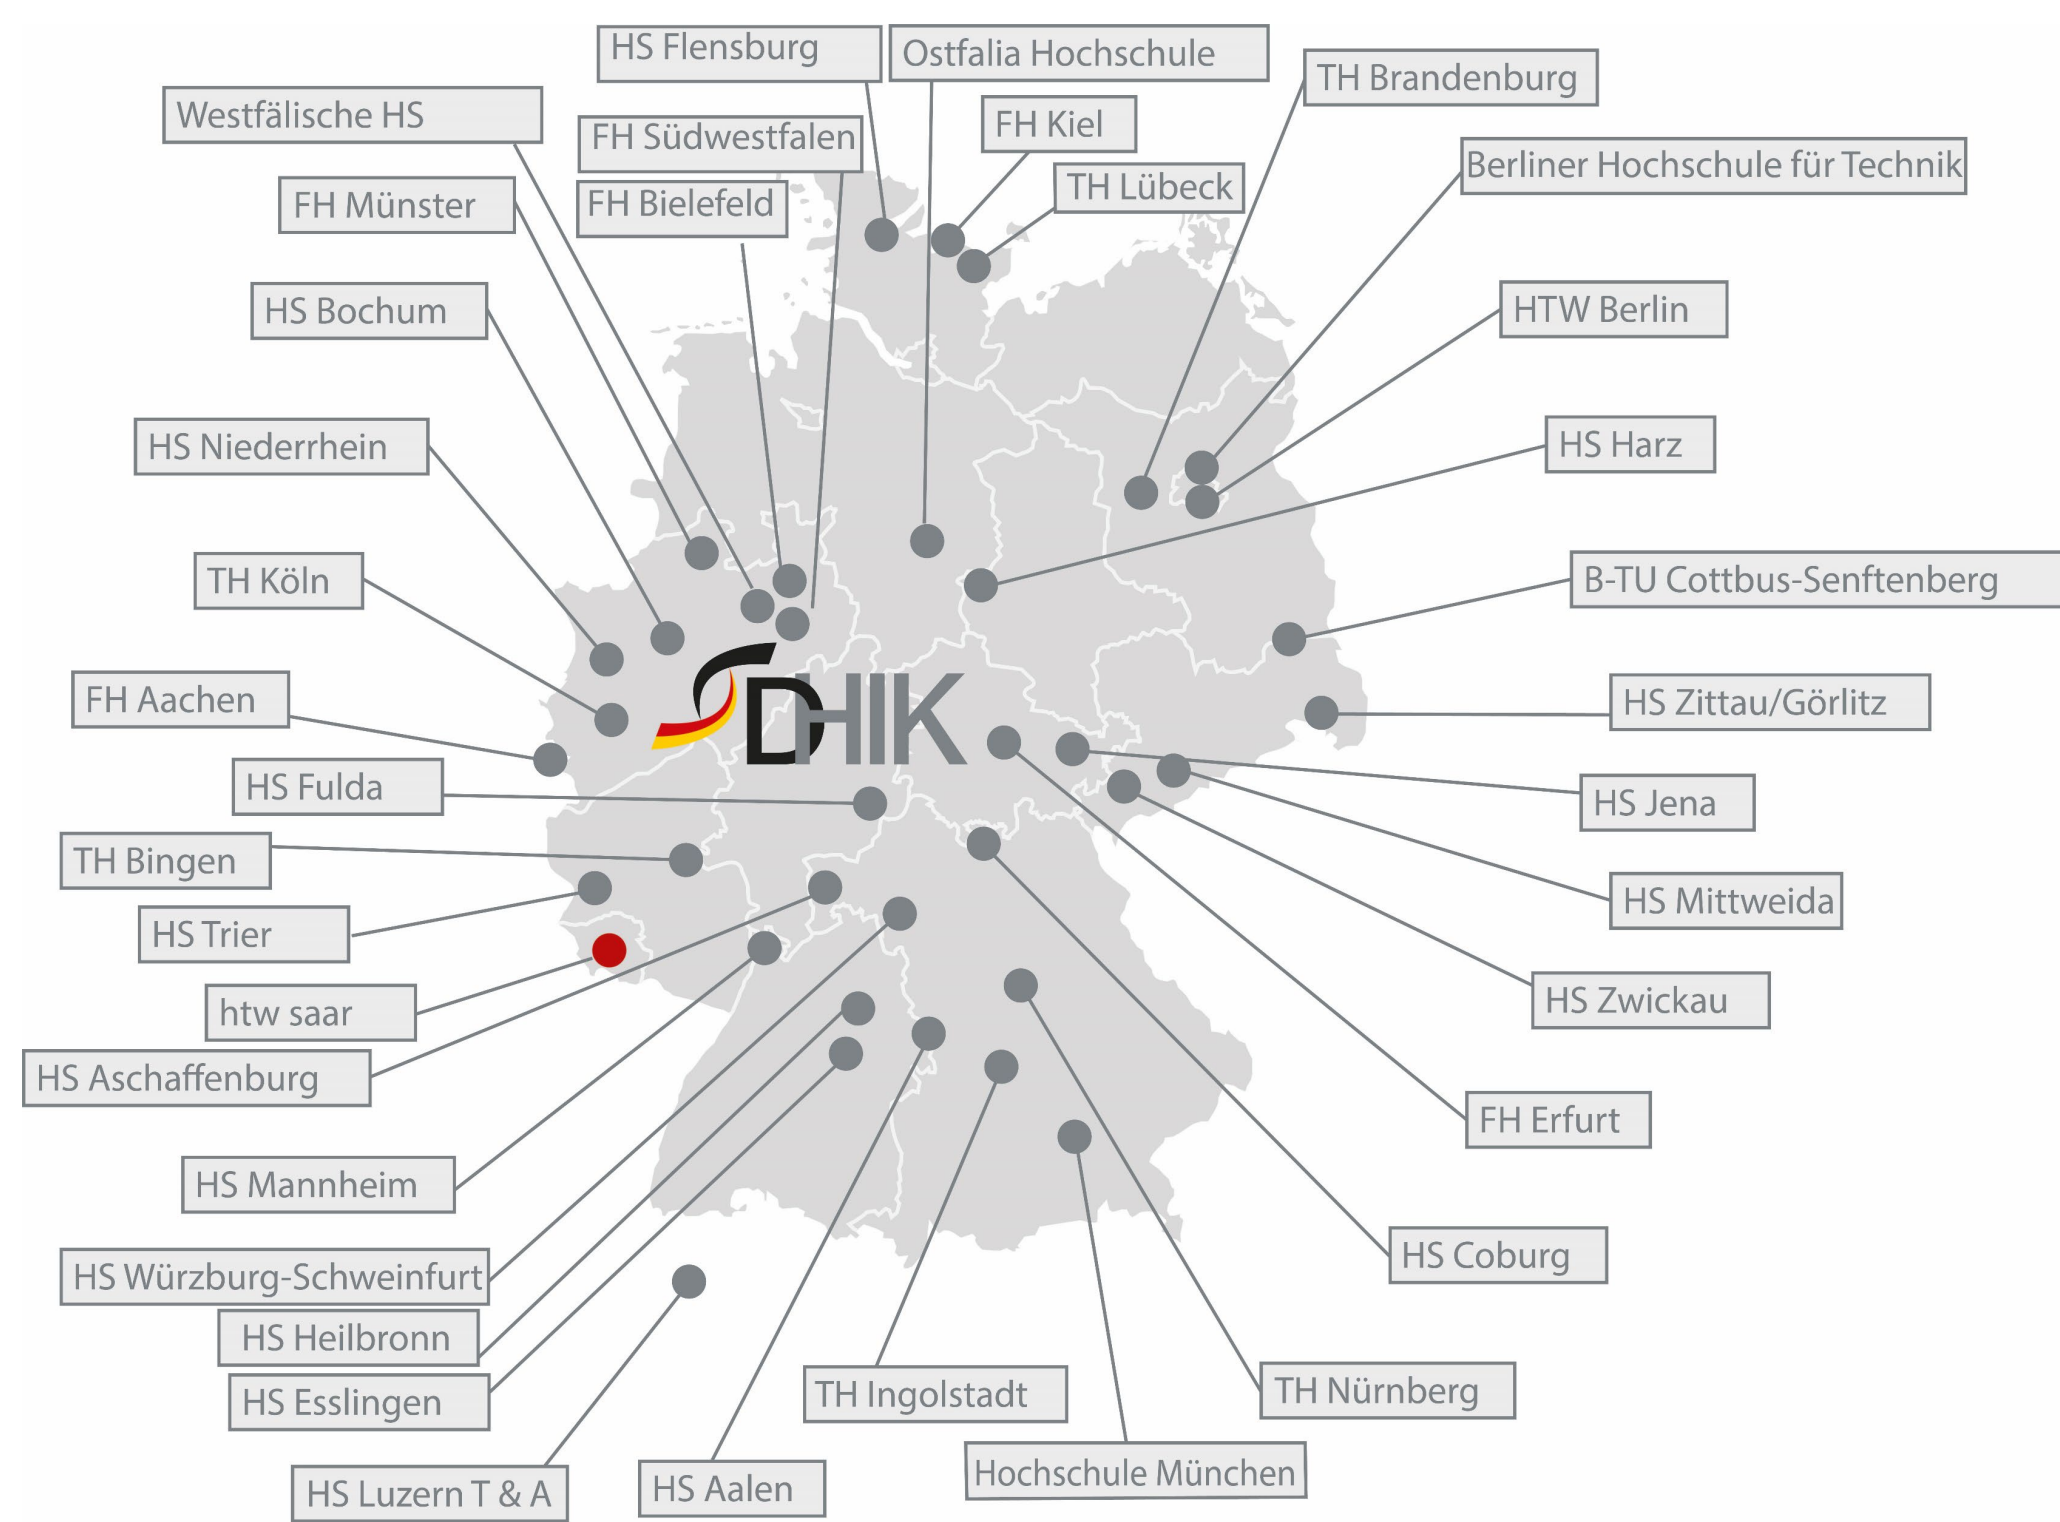 HS Flensburg
Ostfalia Hochschule
TH Brandenburg
Westfälische HS
FH Südwestfalen
FH Kiel
Berliner Hochschule für Technik
FH Münster
FH Bielefeld
TH Lübeck
HS Bochum
HTW Berlin
HS Niederrhein
HS Harz
TH Köln
B-TU Cottbus-Senftenberg
FH Aachen
DHIK
HS Zittau/Görlitz
HS Fulda
HS Jena
TH Bingen
HS Mittweida
HS Trier
htw saar
HS Zwickau
HS Aschaffenburg
FH Erfurt
HS Mannheim
HS Coburg
HS Würzburg-Schweinfurt
HS Heilbronn
HS Esslingen
TH Ingolstadt
TH Nürnberg
Hochschule München
HS Luzern T & A
HS Aalen